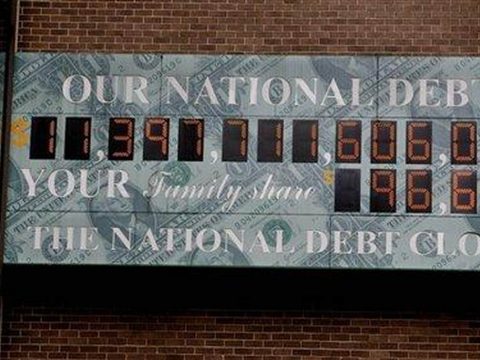 OUR NATIONAL DEB
$11,397,711,606,0
YOUR Family share $96,6
THE NATIONAL DEBT CLO